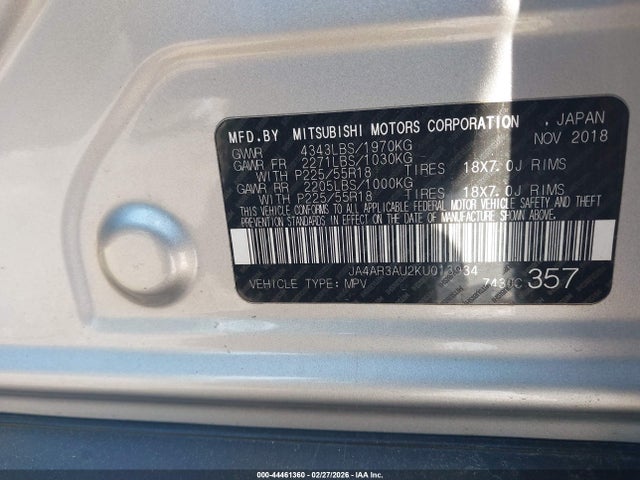 MFD.BY MITSUBISHI MOTORS CORPORATION . JAPAN
NOV 2018
GVWR 4343LBS/1970KG
GAWR FR 2271LBS/1030KG
WITH P225/55R18 TIRES 18X7.0J RIMS
GAWR RR 2205LBS/1000KG
WITH P225/55R18 TIRES 18X7.0J RIMS
THIS VEHICLE CONFORMS TO ALL APPLICABLE FEDERAL MOTOR VEHICLE SAFETY
AND THEFT PREVENTION STANDARDS IN EFFECT ON THE DATE OF MANUFACTURE SHOWN ABOVE.
JA4AR3AU2KU013934
VEHICLE TYPE: MPV 7430C 357
000-44461360 - 02/27/2026 - IAA Inc.